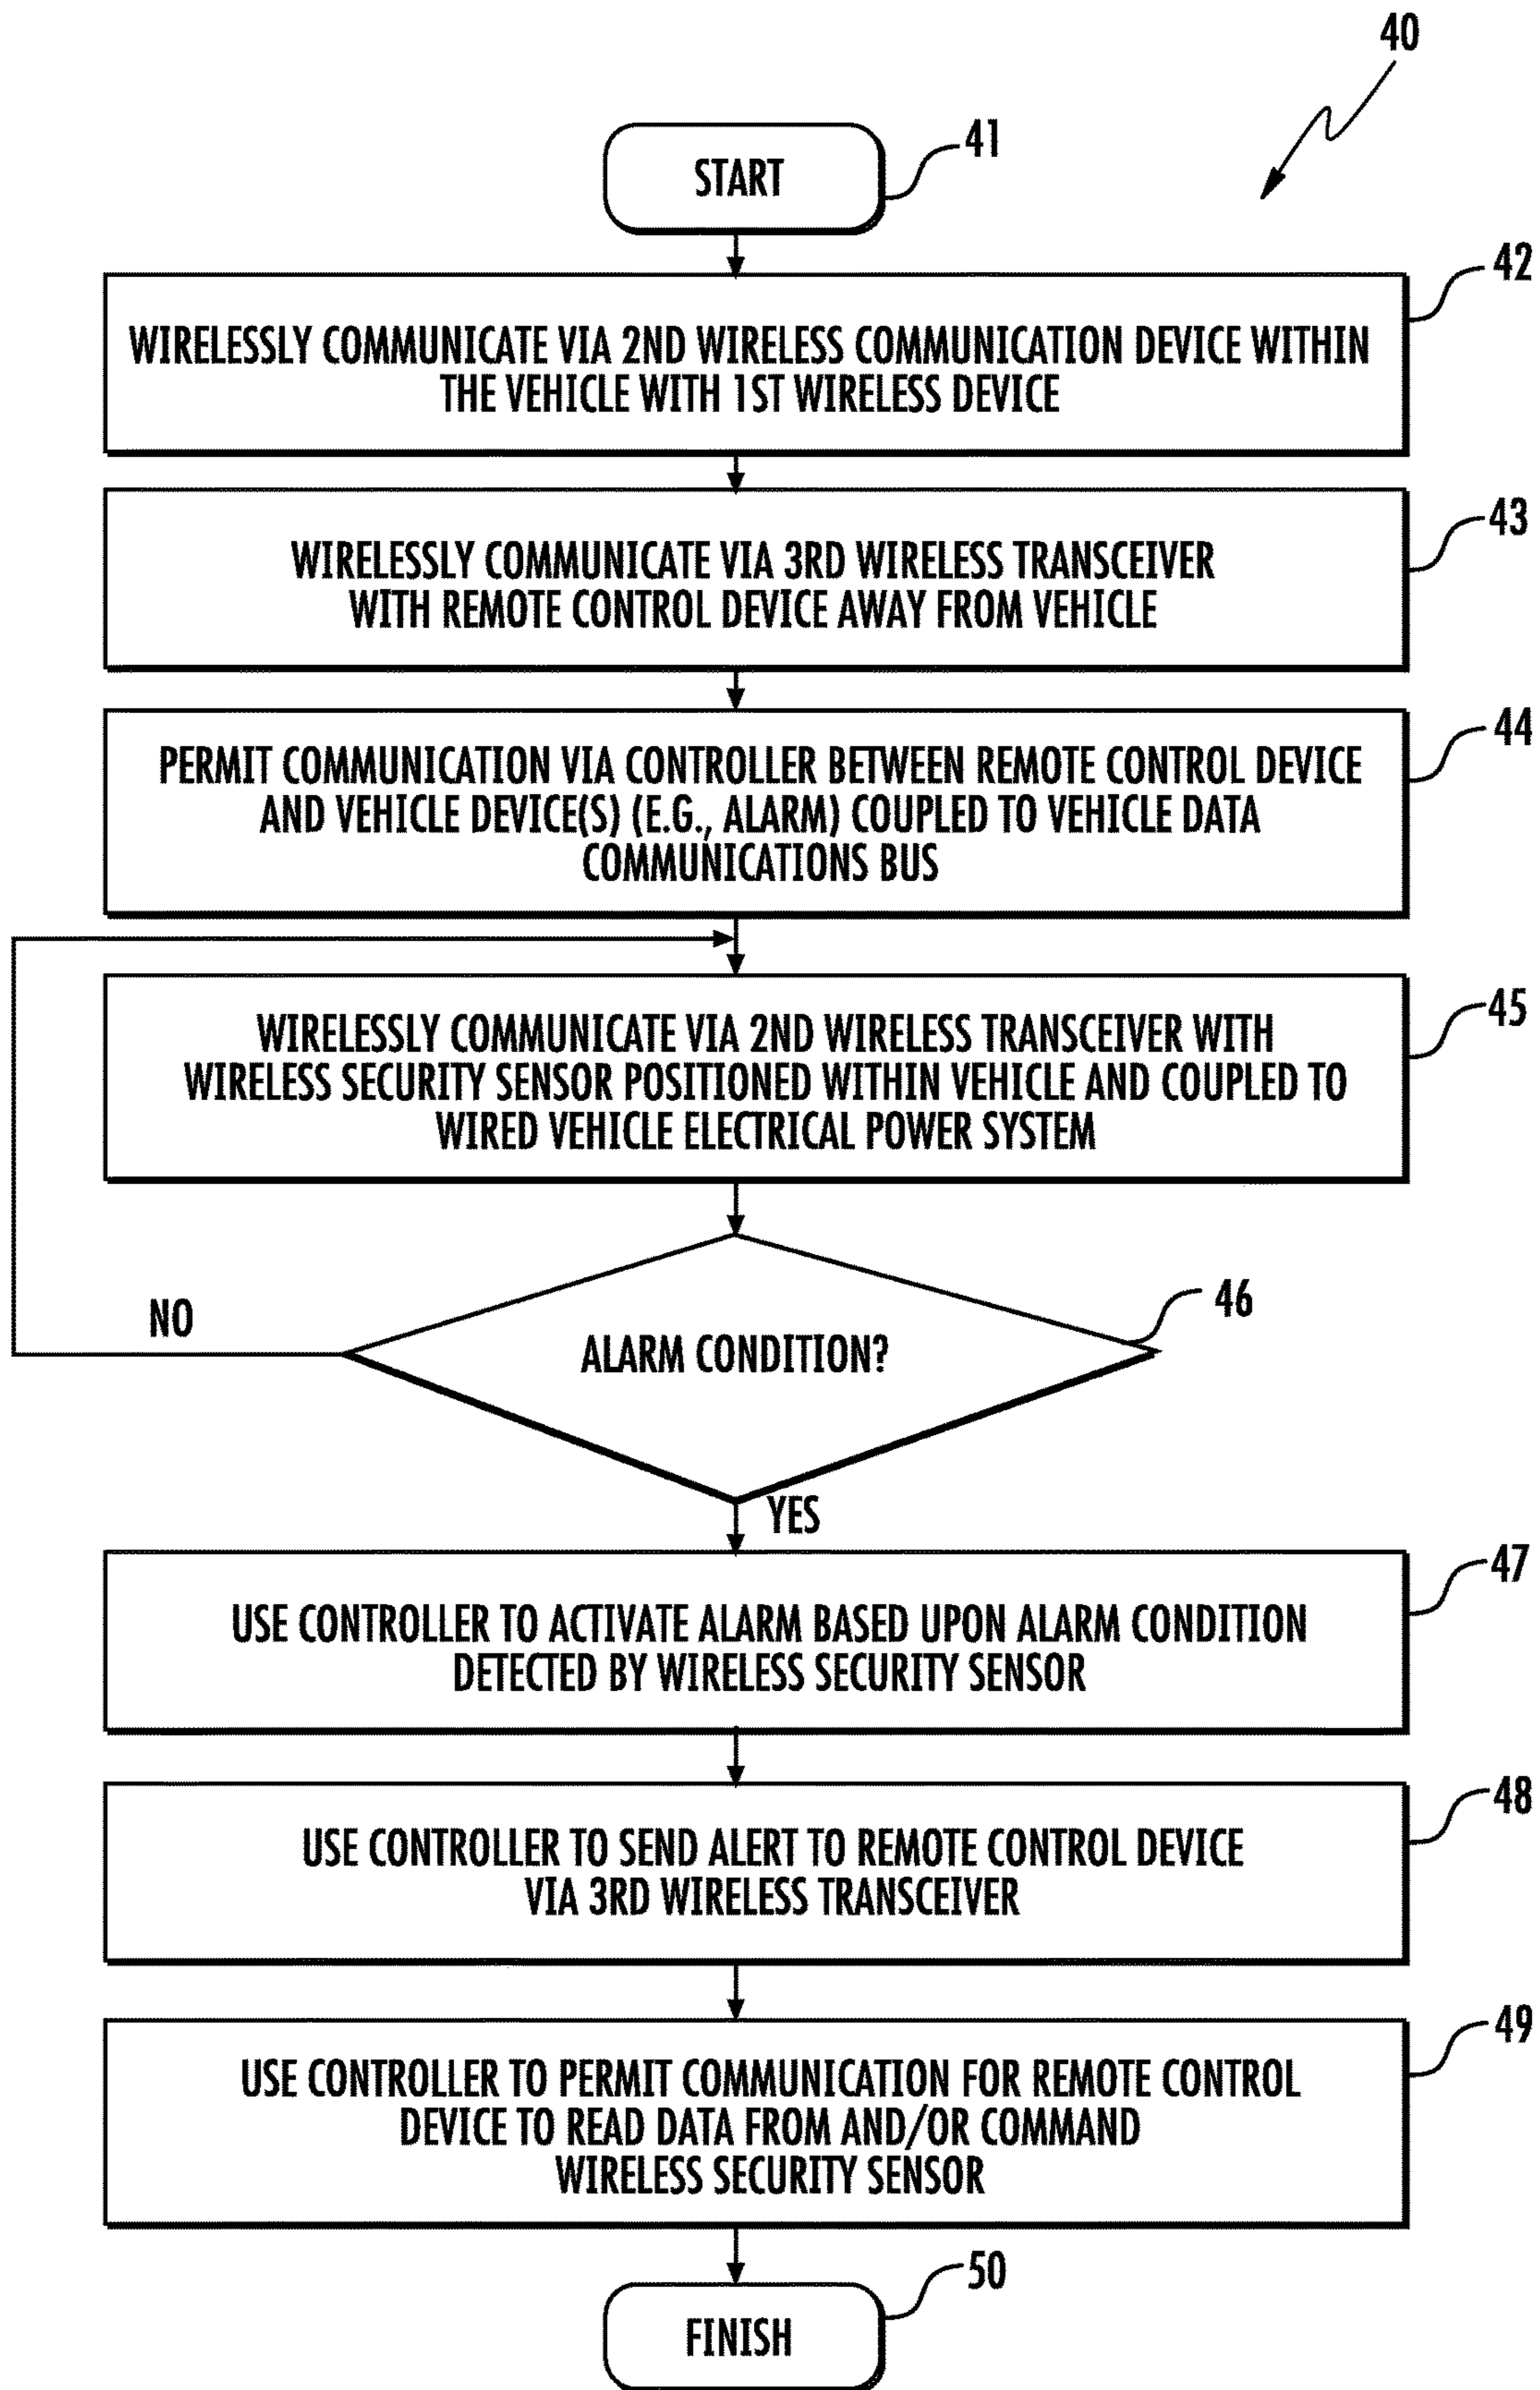 40
START
41
42
WIRELESSLY COMMUNICATE VIA 2ND WIRELESS COMMUNICATION DEVICE WITHIN
THE VEHICLE WITH 1ST WIRELESS DEVICE
43
WIRELESSLY COMMUNICATE VIA 3RD WIRELESS TRANSCEIVER
WITH REMOTE CONTROL DEVICE AWAY FROM VEHICLE
44
PERMIT COMMUNICATION VIA CONTROLLER BETWEEN REMOTE CONTROL DEVICE
AND VEHICLE DEVICE(S) (E.G., ALARM) COUPLED TO VEHICLE DATA
COMMUNICATIONS BUS
45
WIRELESSLY COMMUNICATE VIA 2ND WIRELESS TRANSCEIVER WITH
WIRELESS SECURITY SENSOR POSITIONED WITHIN VEHICLE AND COUPLED TO
WIRED VEHICLE ELECTRICAL POWER SYSTEM
46
NO
ALARM CONDITION?
YES
47
USE CONTROLLER TO ACTIVATE ALARM BASED UPON ALARM CONDITION
DETECTED BY WIRELESS SECURITY SENSOR
48
USE CONTROLLER TO SEND ALERT TO REMOTE CONTROL DEVICE
VIA 3RD WIRELESS TRANSCEIVER
49
USE CONTROLLER TO PERMIT COMMUNICATION FOR REMOTE CONTROL
DEVICE TO READ DATA FROM AND/OR COMMAND
WIRELESS SECURITY SENSOR
50
FINISH